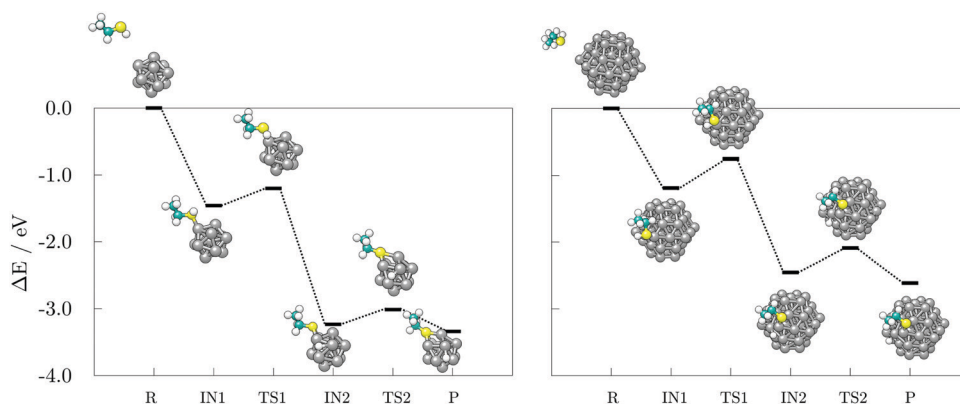 0.0
-1.0
-2.0
-3.0
-4.0
ΔE / eV
R IN1 TS1 IN2 TS2 P
R IN1 TS1 IN2 TS2 P